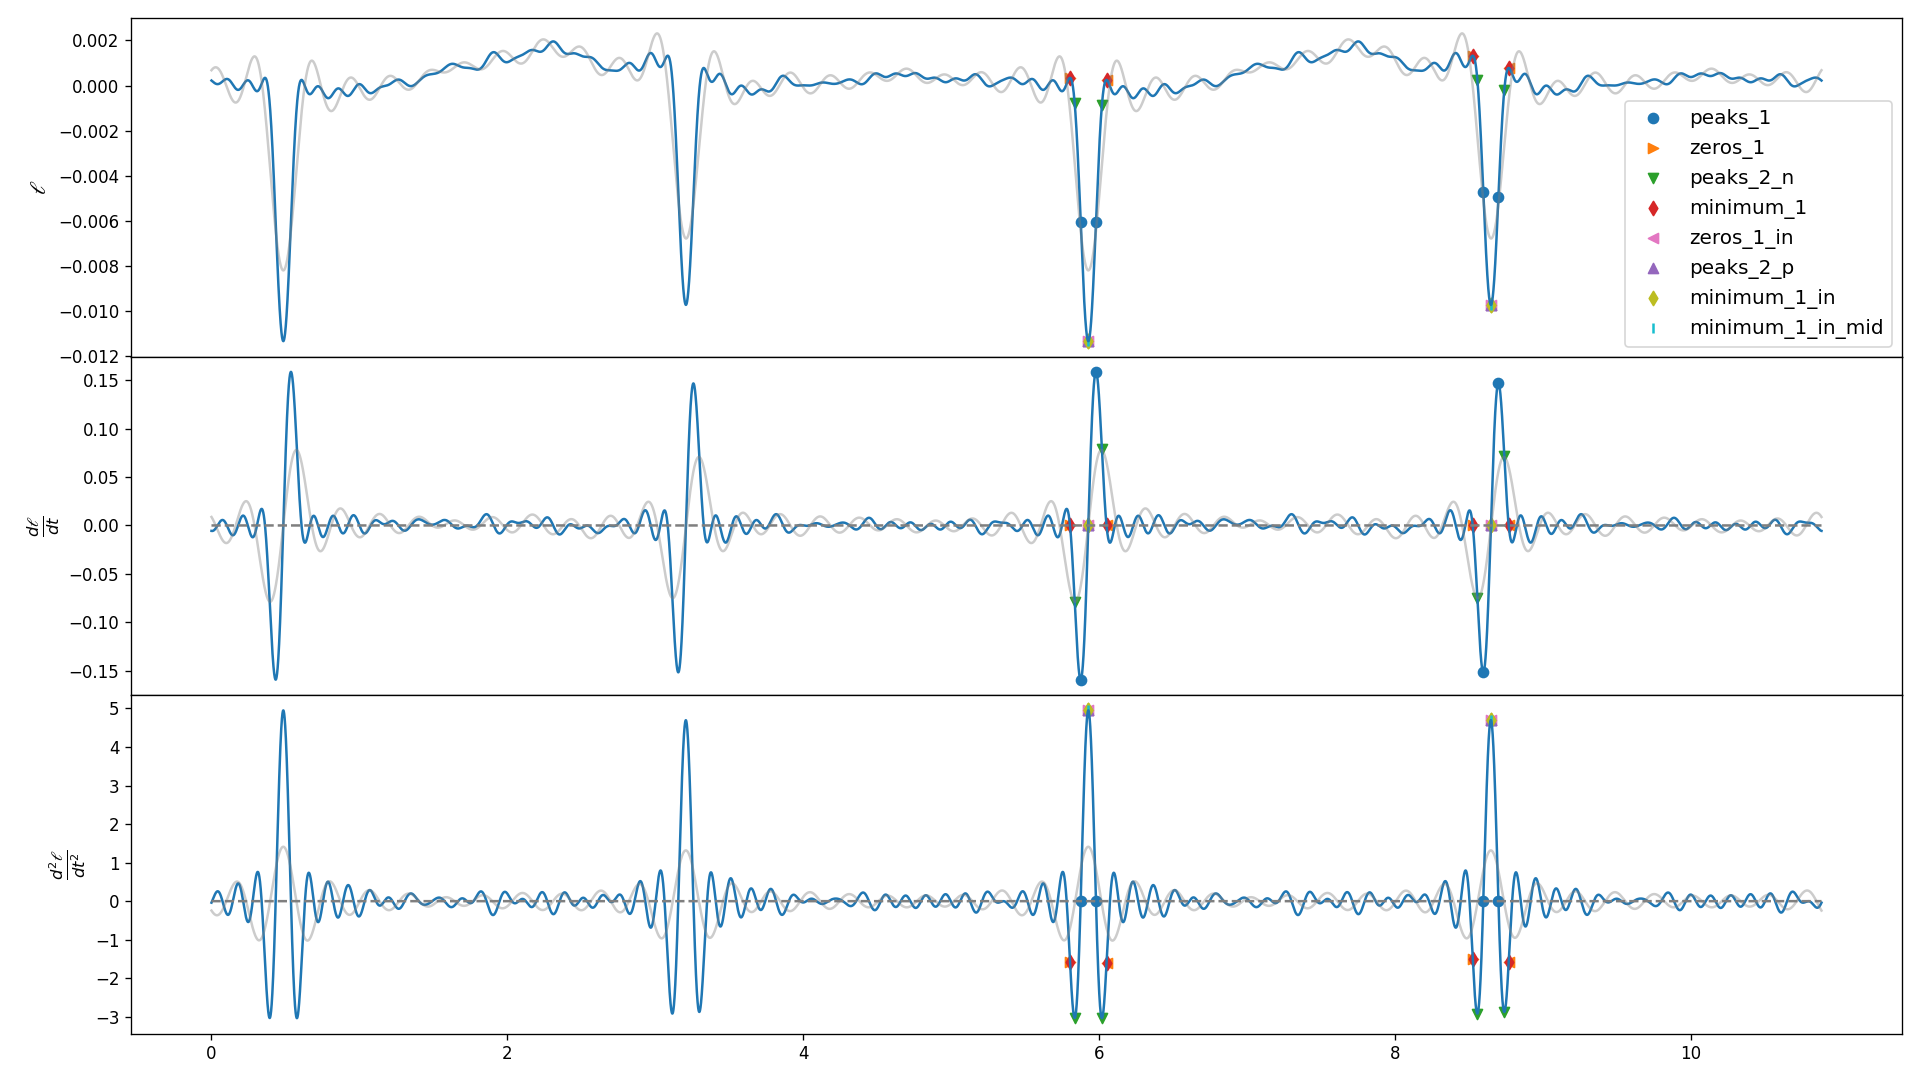 0.002
0.000
−0.002
−0.004
−0.006
−0.008
−0.010
−0.012
ℓ
peaks_1
zeros_1
peaks_2_n
minimum_1
zeros_1_in
peaks_2_p
minimum_1_in
minimum_1_in_mid
0.15
0.10
0.05
0.00
−0.05
−0.10
−0.15
dℓ
dt
5
4
3
2
1
0
−1
−2
−3
d²ℓ
dt²
0 2 4 6 8 10